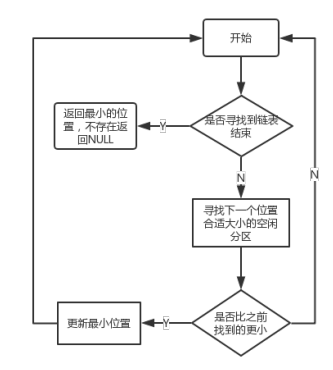 开始
是否寻找到链表
结束
Y
返回最小的位
置，不存在返
回NULL
N
寻找下一个位置
合适大小的空闲
分区
N
是否比之前
找到的更小
Y
更新最小位置